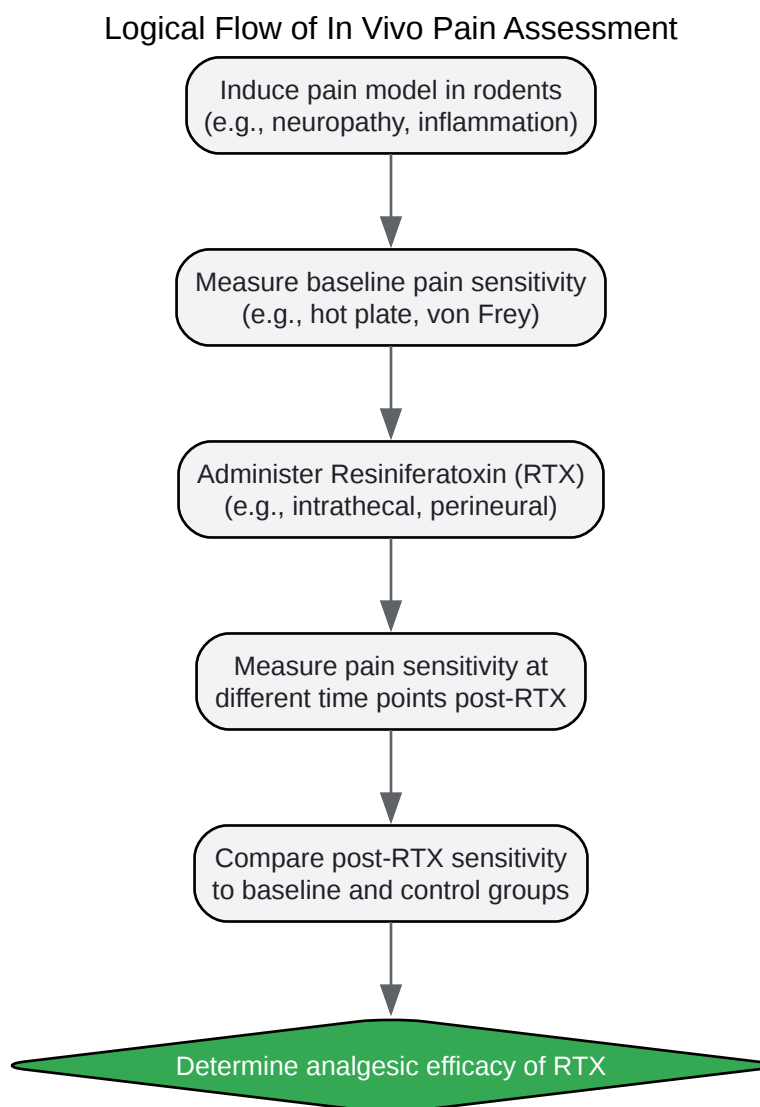 Logical Flow of In Vivo Pain Assessment
Induce pain model in rodents
(e.g., neuropathy, inflammation)
Measure baseline pain sensitivity
(e.g., hot plate, von Frey)
Administer Resiniferatoxin (RTX)
(e.g., intrathecal, perineural)
Measure pain sensitivity at
different time points post-RTX
Compare post-RTX sensitivity
to baseline and control groups
Determine analgesic efficacy of RTX